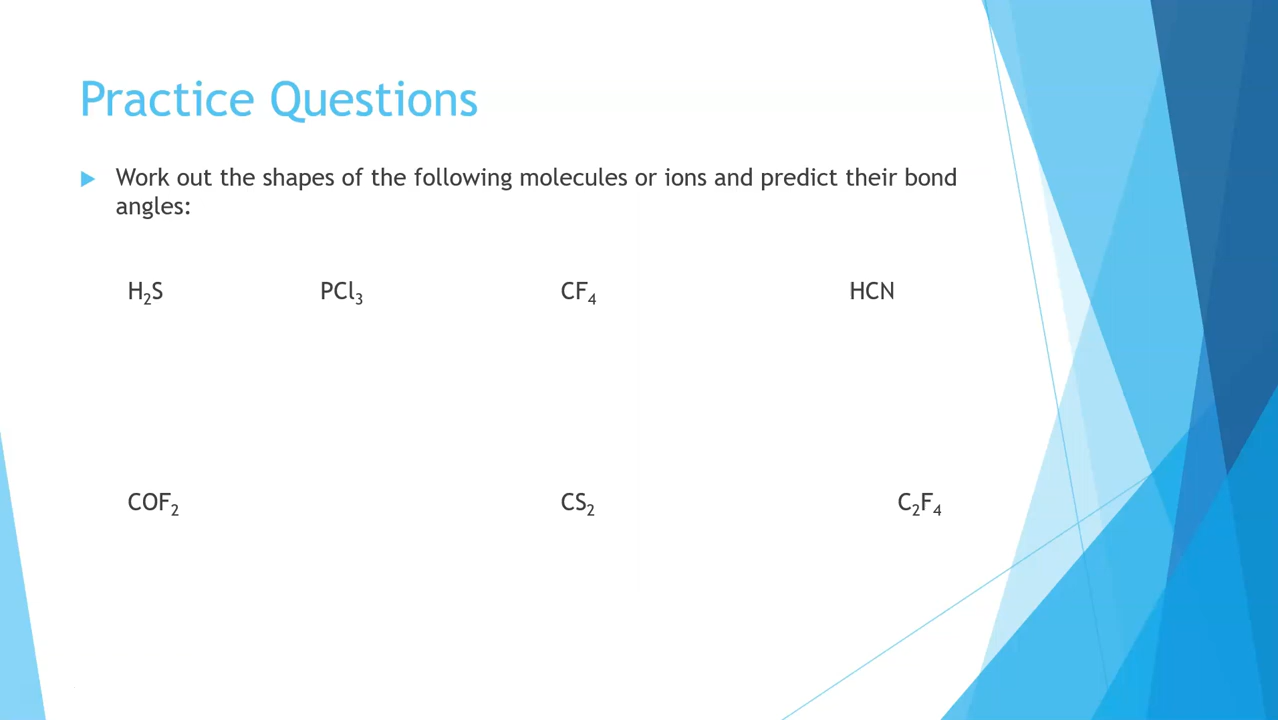 Practice Questions
Work out the shapes of the following molecules or ions and predict their bond
angles:
H₂S PCl₃ CF₄ HCN
COF₂ CS₂ C₂F₄